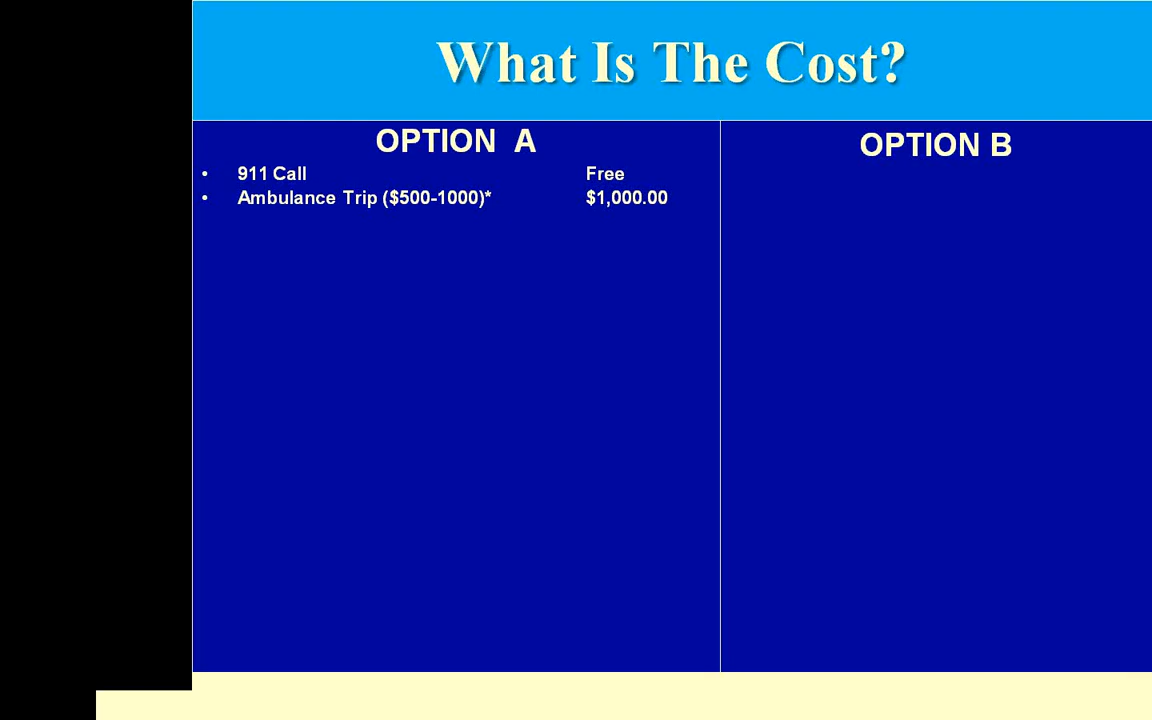 What Is The Cost?
OPTION A
• 911 Call Free
• Ambulance Trip ($500-1000)* $1,000.00
OPTION B